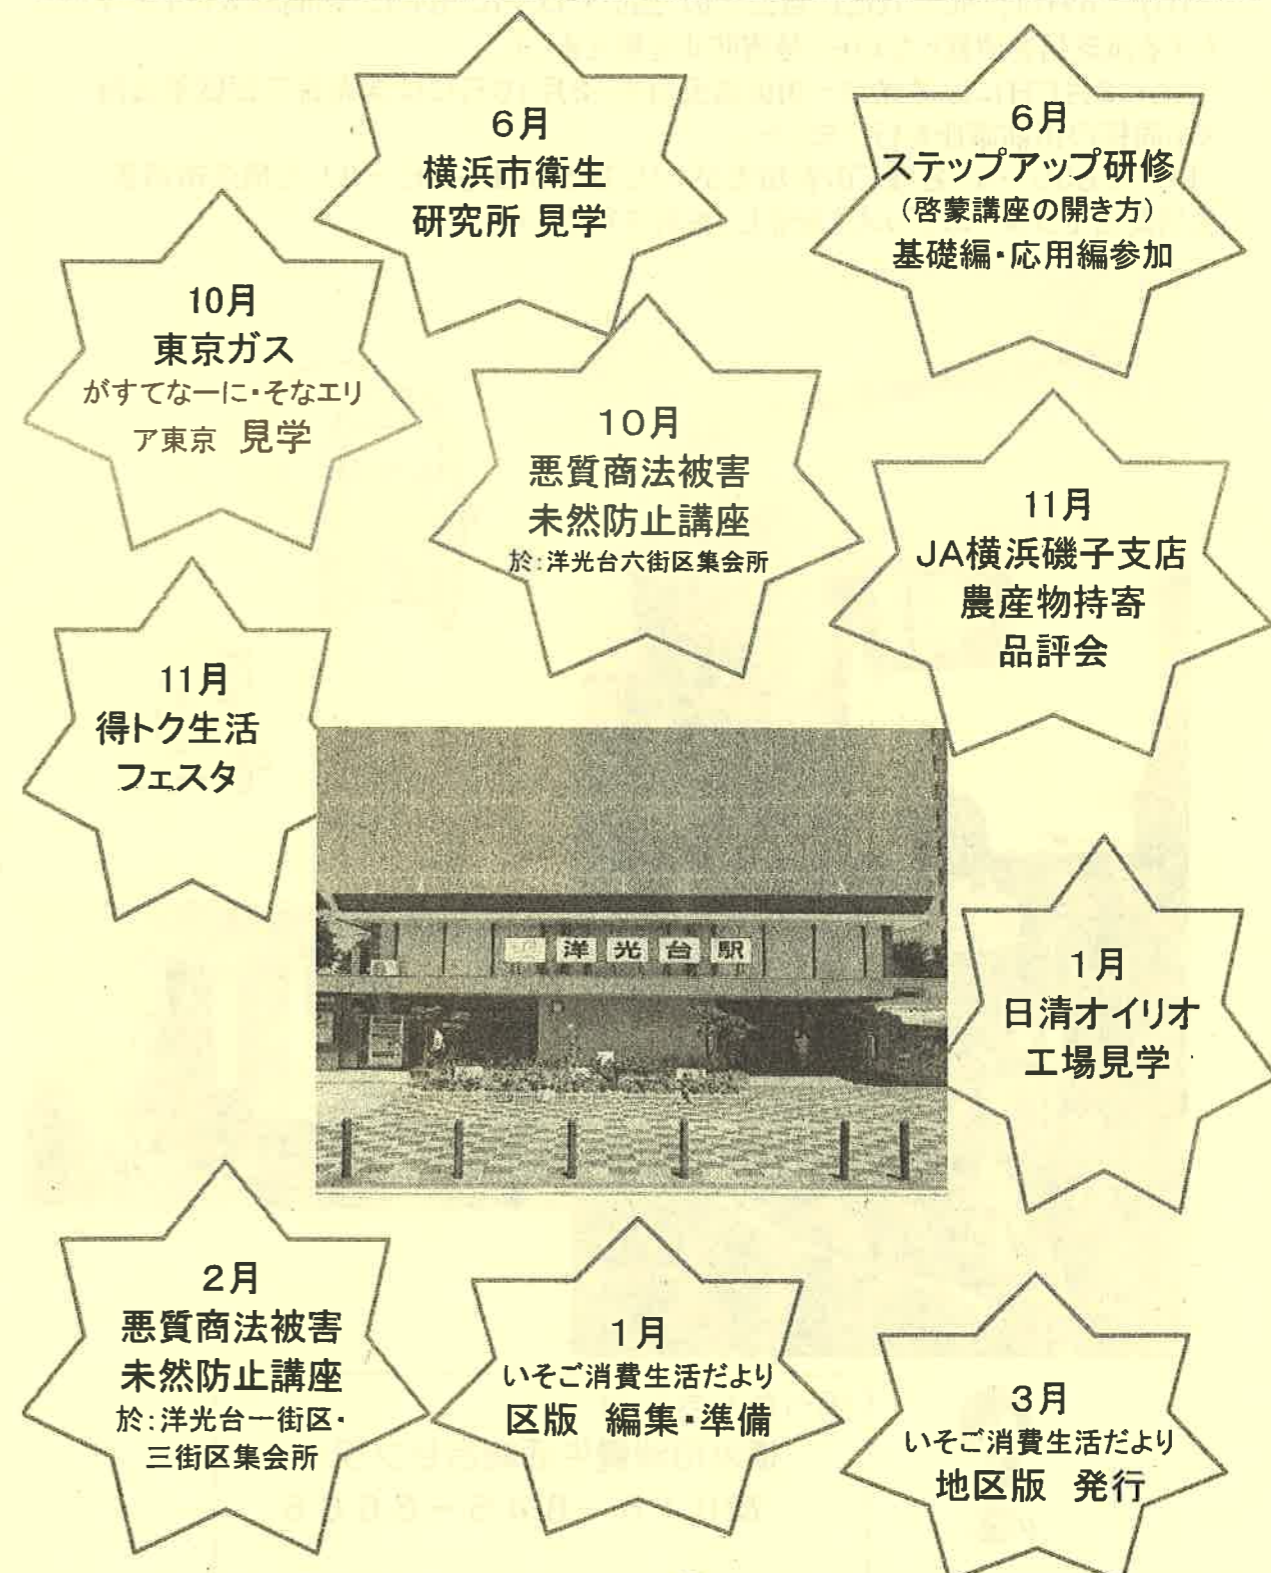 6月
横浜市衛生
研究所 見学
6月
ステップアップ研修
（啓蒙講座の開き方）
基礎編・応用編参加
10月
東京ガス
がすてなーに・そなエリ
ア東京 見学
10月
悪質商法被害
未然防止講座
於：洋光台六街区集会所
11月
JA横浜磯子支店
農産物持寄
品評会
11月
得トク生活
フェスタ
洋光台駅
1月
日清オイリオ
工場見学
2月
悪質商法被害
未然防止講座
於：洋光台一街区・
三街区集会所
1月
いそご消費生活だより
区版 編集・準備
3月
いそご消費生活だより
地区版 発行